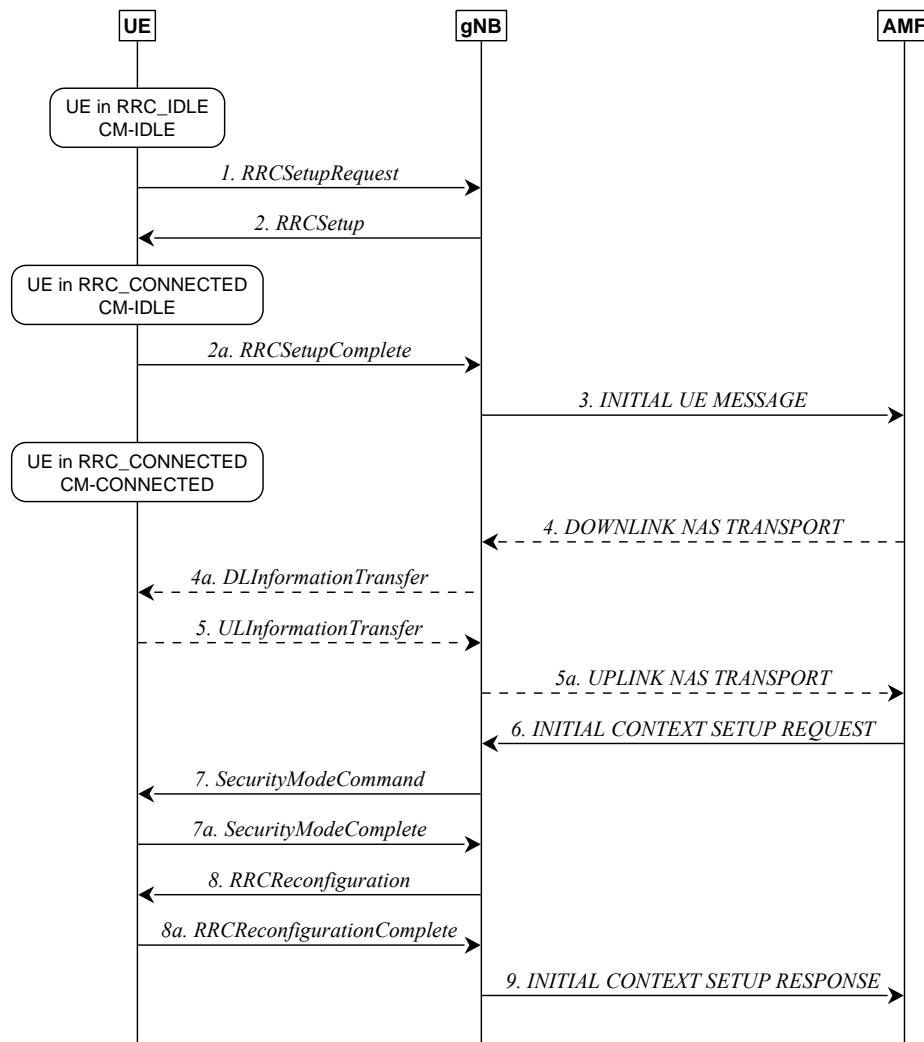 UE
gNB
AMF
UE in RRC_IDLE
CM-IDLE
1. RRCSetupRequest
2. RRCSetup
UE in RRC_CONNECTED
CM-IDLE
2a. RRCSetupComplete
3. INITIAL UE MESSAGE
UE in RRC_CONNECTED
CM-CONNECTED
4. DOWNLINK NAS TRANSPORT
4a. DLInformationTransfer
5. ULInformationTransfer
5a. UPLINK NAS TRANSPORT
6. INITIAL CONTEXT SETUP REQUEST
7. SecurityModeCommand
7a. SecurityModeComplete
8. RRCReconfiguration
8a. RRCReconfigurationComplete
9. INITIAL CONTEXT SETUP RESPONSE